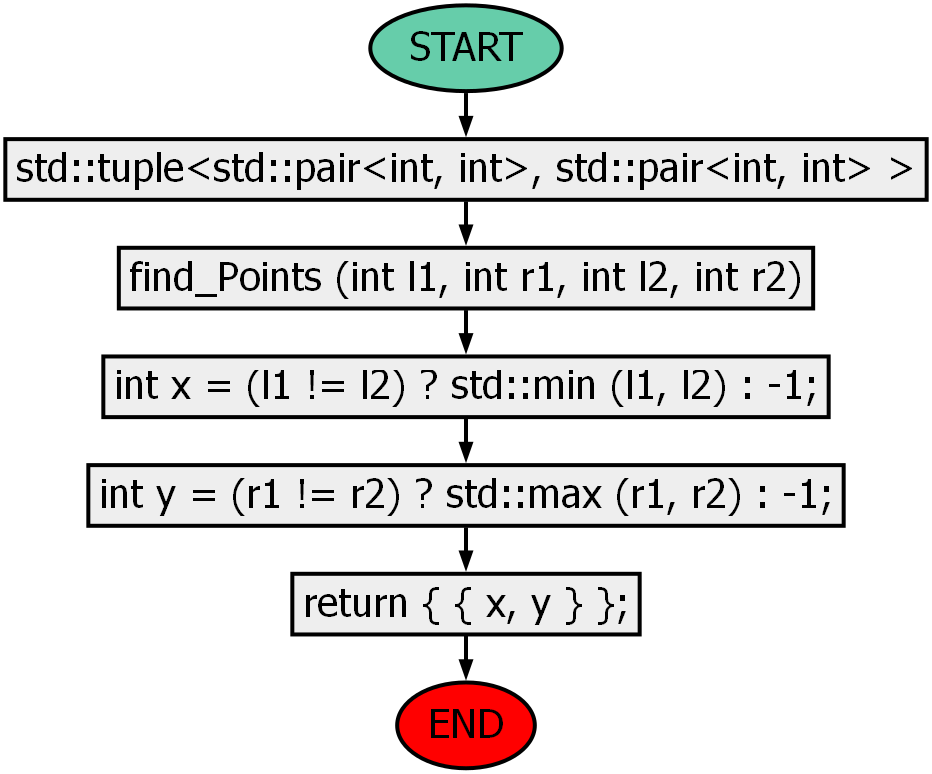 START
std::tuple<std::pair<int, int>, std::pair<int, int> >
find_Points (int l1, int r1, int l2, int r2)
int x = (l1 != l2) ? std::min (l1, l2) : -1;
int y = (r1 != r2) ? std::max (r1, r2) : -1;
return { { x, y } };
END